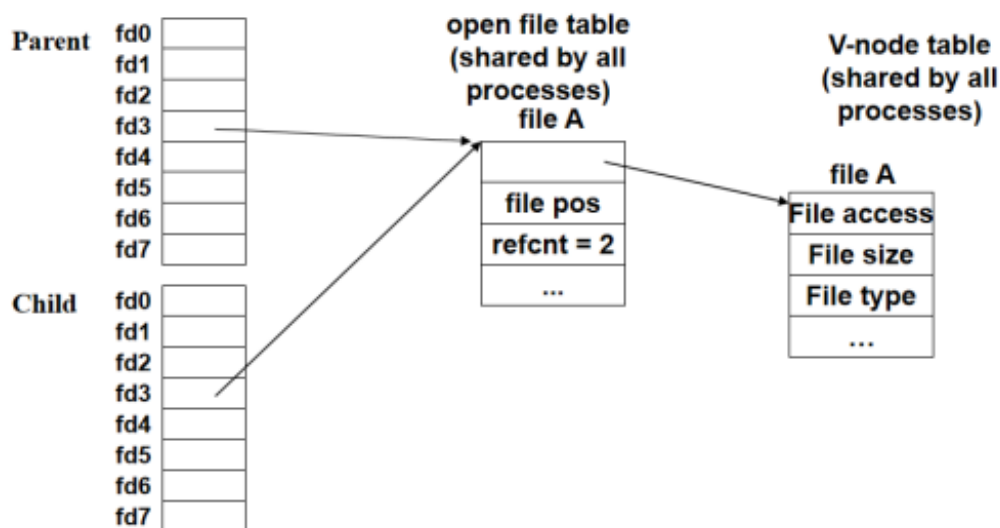 Parent
fd0
fd1
fd2
fd3
fd4
fd5
fd6
fd7
Child
fd0
fd1
fd2
fd3
fd4
fd5
fd6
fd7
open file table
(shared by all
processes)
file A
file pos
refcnt = 2
...
V-node table
(shared by all
processes)
file A
File access
File size
File type
...